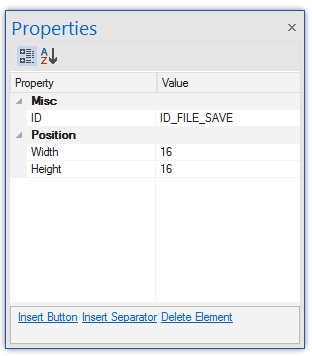 Properties
Property Value
Misc
ID ID_FILE_SAVE
Position
Width 16
Height 16
Insert Button Insert Separator Delete Element